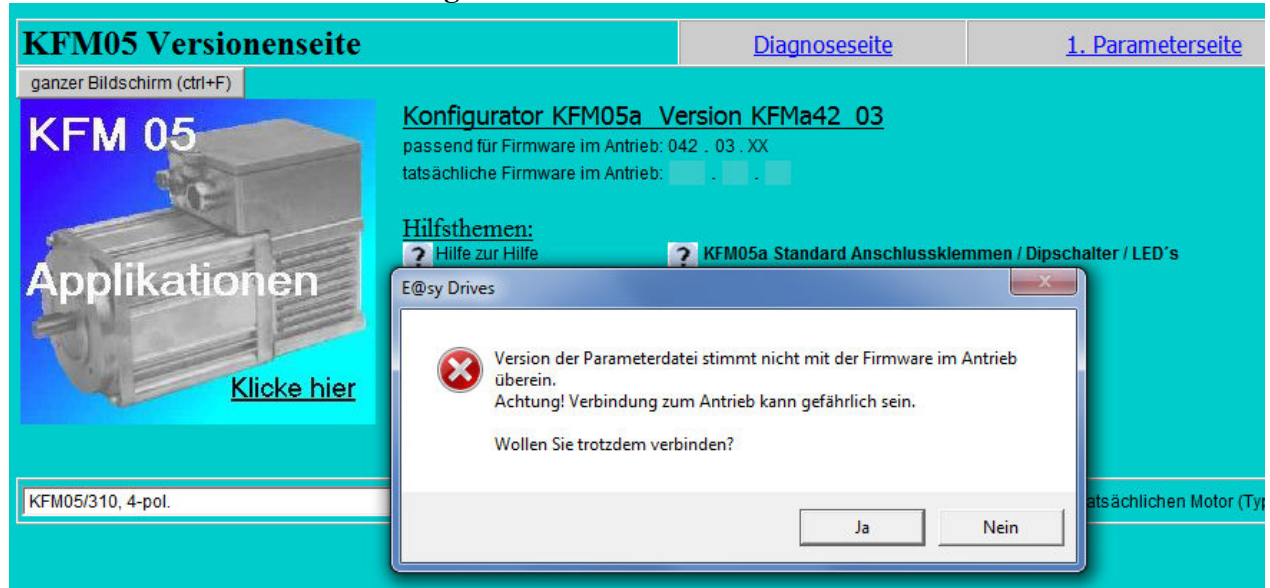 KFM05 Versionenseite
Diagnoseseite
1. Parameterseite
ganzer Bildschirm (ctrl+F)
KFM 05
Applikationen
Klicke hier
Konfigurator KFM05a Version KFMa42_03
passend für Firmware im Antrieb: 042 . 03 . XX
tatsächliche Firmware im Antrieb: . .
Hilfsthemen:
? Hilfe zur Hilfe
? KFM05a Standard Anschlussklemmen / Dipschalter / LED´s
E@sy Drives
Version der Parameterdatei stimmt nicht mit der Firmware im Antrieb
überein.
Achtung! Verbindung zum Antrieb kann gefährlich sein.
Wollen Sie trotzdem verbinden?
Ja
Nein
KFM05/310, 4-pol.
atsächlichen Motor (Typ